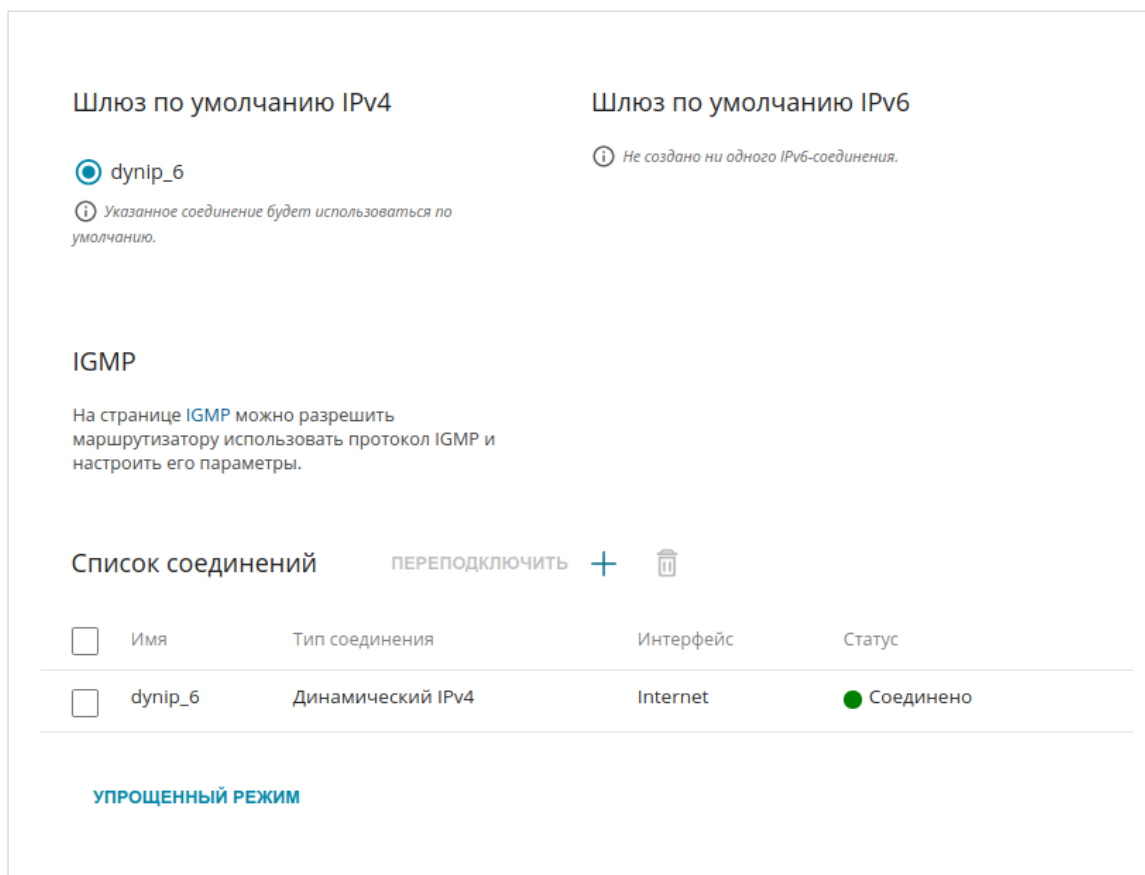 Шлюз по умолчанию IPv4
Шлюз по умолчанию IPv6
dynip_6
Не создано ни одного IPv6-соединения.
Указанное соединение будет использоваться по
умолчанию.
IGMP
На странице IGMP можно разрешить
маршрутизатору использовать протокол IGMP и
настроить его параметры.
Список соединений ПЕРЕПОДКЛЮЧИТЬ
Имя Тип соединения Интерфейс Статус
dynip_6 Динамический IPv4 Internet Соединено
УПРОЩЕННЫЙ РЕЖИМ